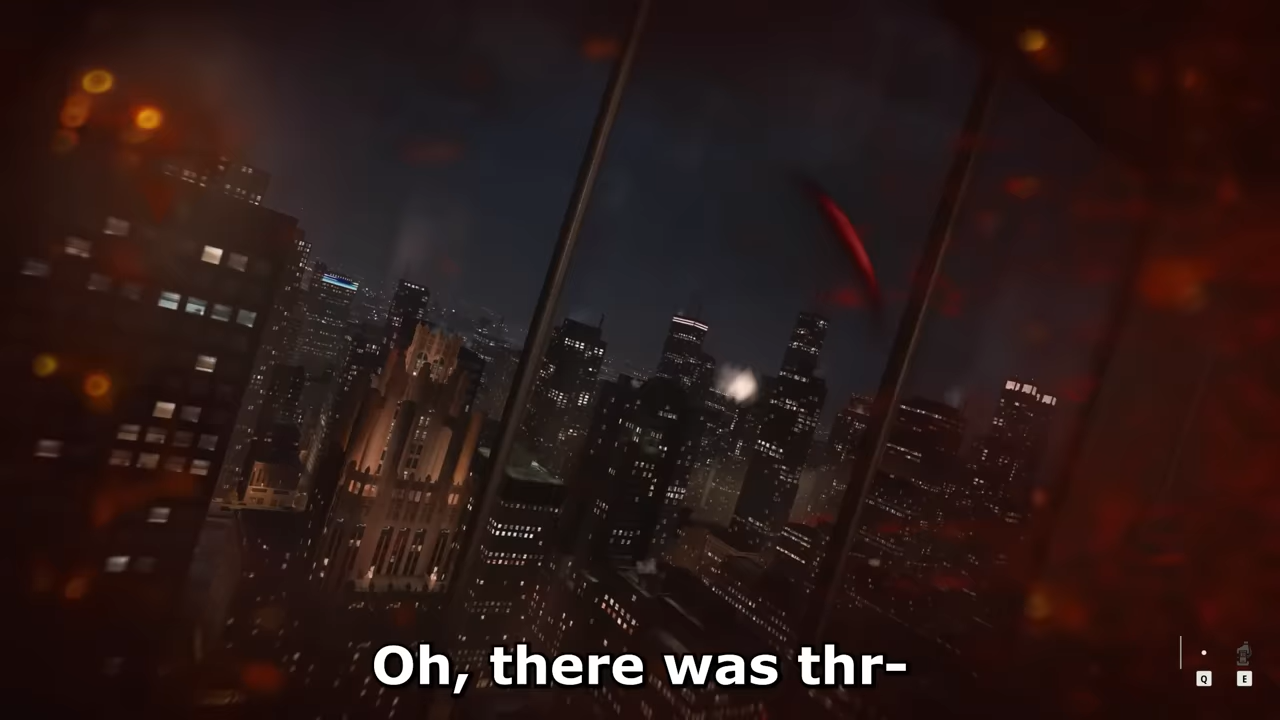 Oh, there was thr-
Q E